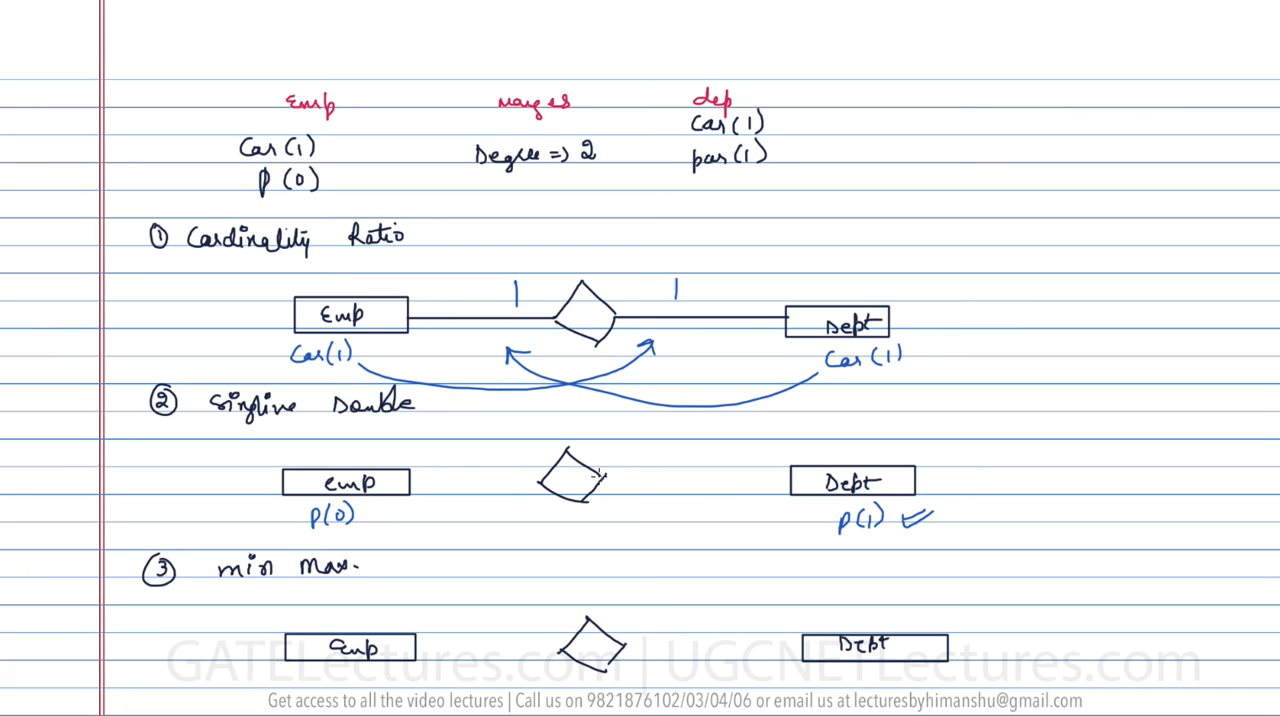 Emp manges dep
Car(1)
Car(1) Degree => 2 par(1)
P(0)
① Cardinality Ratio
1 1
Emp Dept
Car(1) Car(1)
② Singline Double
emp Dept
P(0) P(1)
③ min Max.
Emp Dept
GATELectures.com | UGCNETLectures.com
Get access to all the video lectures | Call us on 9821876102/03/04/06 or email us at lecturesbyhimanshu@gmail.com